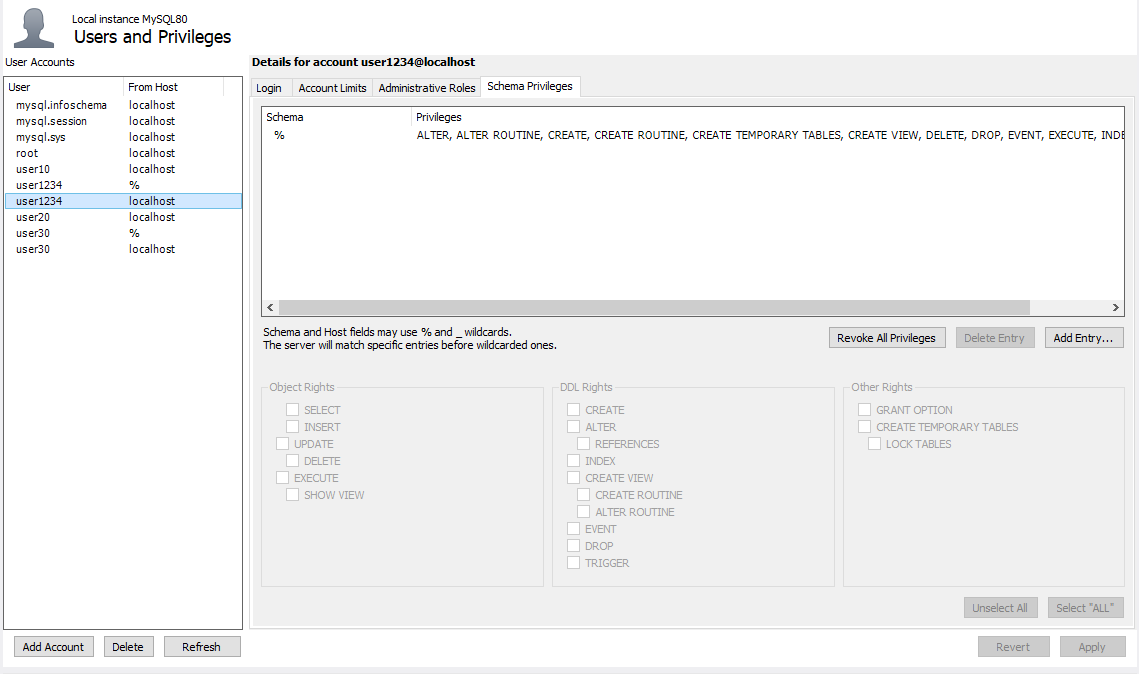 Local instance MySQL80
Users and Privileges
User Accounts
User From Host
mysql.infoschema localhost
mysql.session localhost
mysql.sys localhost
root localhost
user10 localhost
user1234 %
user1234 localhost
user20 localhost
user30 %
user30 localhost
Add Account Delete Refresh
Details for account user1234@localhost
Login Account Limits Administrative Roles Schema Privileges
Schema Privileges
% ALTER, ALTER ROUTINE, CREATE, CREATE ROUTINE, CREATE TEMPORARY TABLES, CREATE VIEW, DELETE, DROP, EVENT, EXECUTE, INDE
Schema and Host fields may use % and _ wildcards.
The server will match specific entries before wildcarded ones.
Revoke All Privileges Delete Entry Add Entry...
Object Rights
SELECT
INSERT
UPDATE
DELETE
EXECUTE
SHOW VIEW
DDL Rights
CREATE
ALTER
REFERENCES
INDEX
CREATE VIEW
CREATE ROUTINE
ALTER ROUTINE
EVENT
DROP
TRIGGER
Other Rights
GRANT OPTION
CREATE TEMPORARY TABLES
LOCK TABLES
Unselect All Select "ALL"
Revert Apply